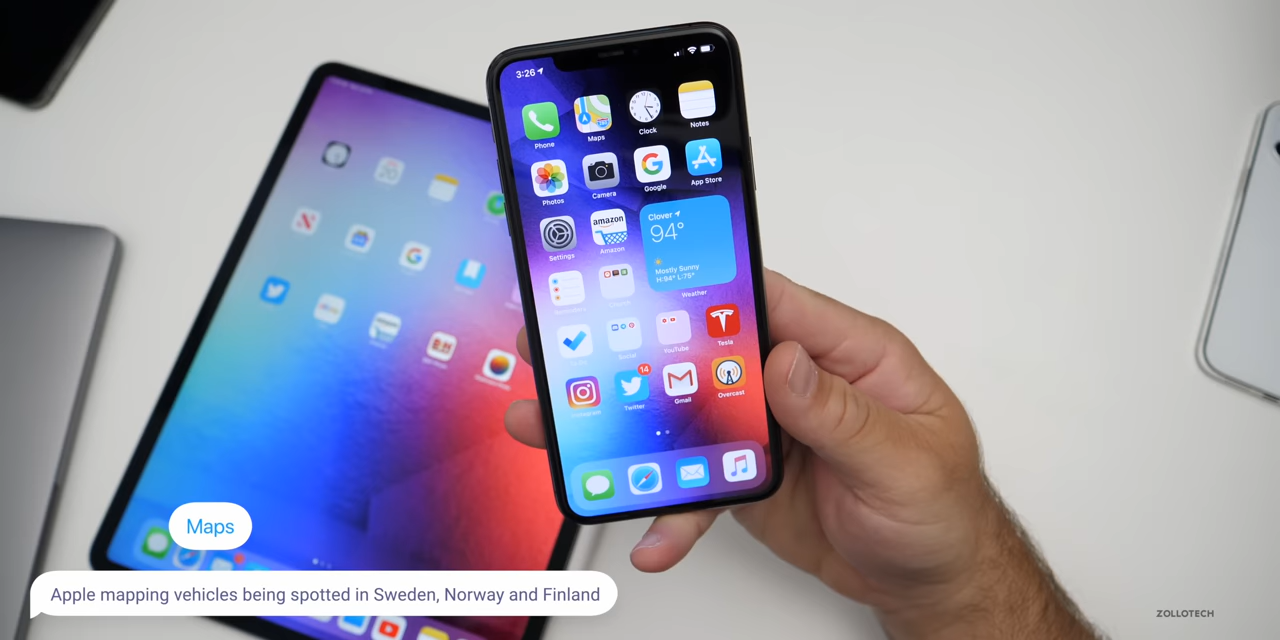 3:26
Phone
Maps
Clock
Notes
Photos
Camera
Google
App Store
Settings
amazon
Amazon
Clover
94°
Mostly Sunny
H:94° L:75°
Weather
Social
YouTube
Tesla
Instagram
14
Twitter
Gmail
Overcast
Maps
Apple mapping vehicles being spotted in Sweden, Norway and Finland
ZOLLOTECH